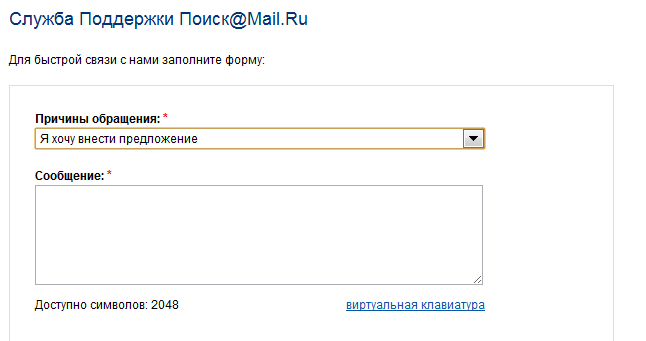 Служба Поддержки Поиск@Mail.Ru
Для быстрой связи с нами заполните форму:
Причины обращения: *
Я хочу внести предложение
Сообщение: *
Доступно символов: 2048 виртуальная клавиатура